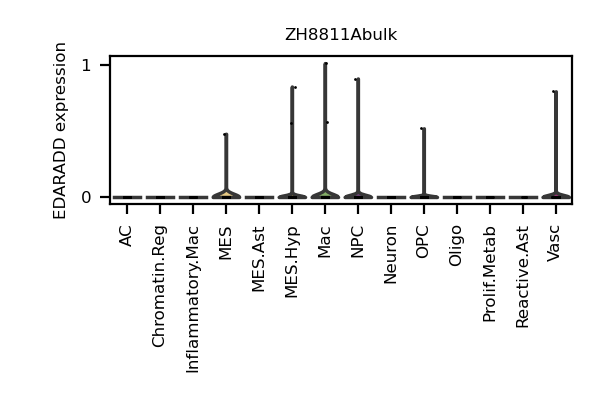 ZH8811Abulk
EDARADD expression
1
0
AC
Chromatin.Reg
Inflammatory.Mac
MES
MES.Ast
MES.Hyp
Mac
NPC
Neuron
OPC
Oligo
Prolif.Metab
Reactive.Ast
Vasc